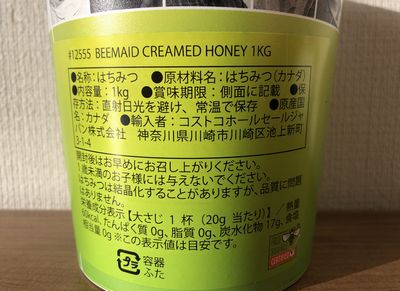 #12555 BEEMAID CREAMED HONEY 1KG
●名称:はちみつ ●原材料名:はちみつ(カナダ)
●内容量:1kg ●賞味期限:側面に記載 ●保
存方法:直射日光を避け、常温で保存 ●原産国
名:カナダ ●輸入者:コストコホールセールジャ
パン株式会社 神奈川県川崎市川崎区池上新町
3-1-4
開封後はお早めにお召し上がりください。
1歳未満のお子様には与えないでください。
はちみつは結晶化することがありますが、品質に問題
はありません。
栄養成分表示【大さじ 1 杯(20g 当たり)】/熱量
60kcal、たんぱく質 0g、脂質 0g、炭水化物 17g、食塩
相当量 0g ※この表示値は目安です。
プラ
容器
ふた
CERTIFIED